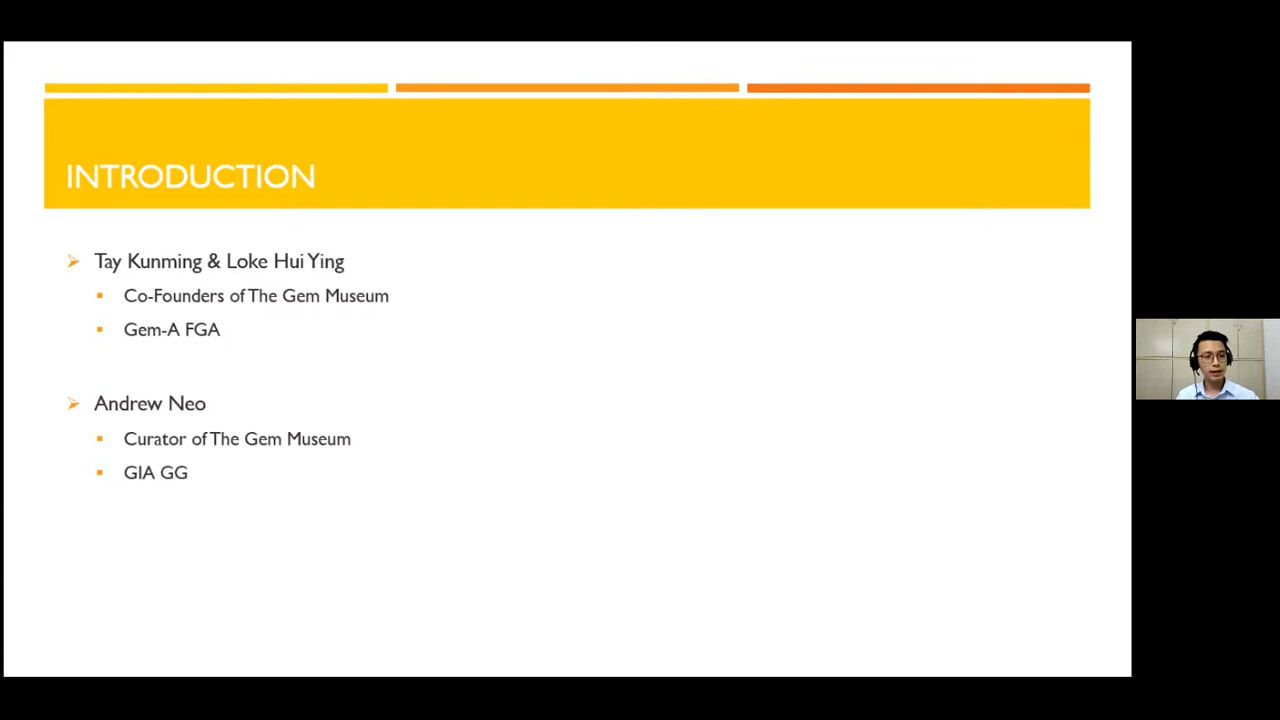 INTRODUCTION
Tay Kunming & Loke Hui Ying
Co-Founders of The Gem Museum
Gem-A FGA
Andrew Neo
Curator of The Gem Museum
GIA GG